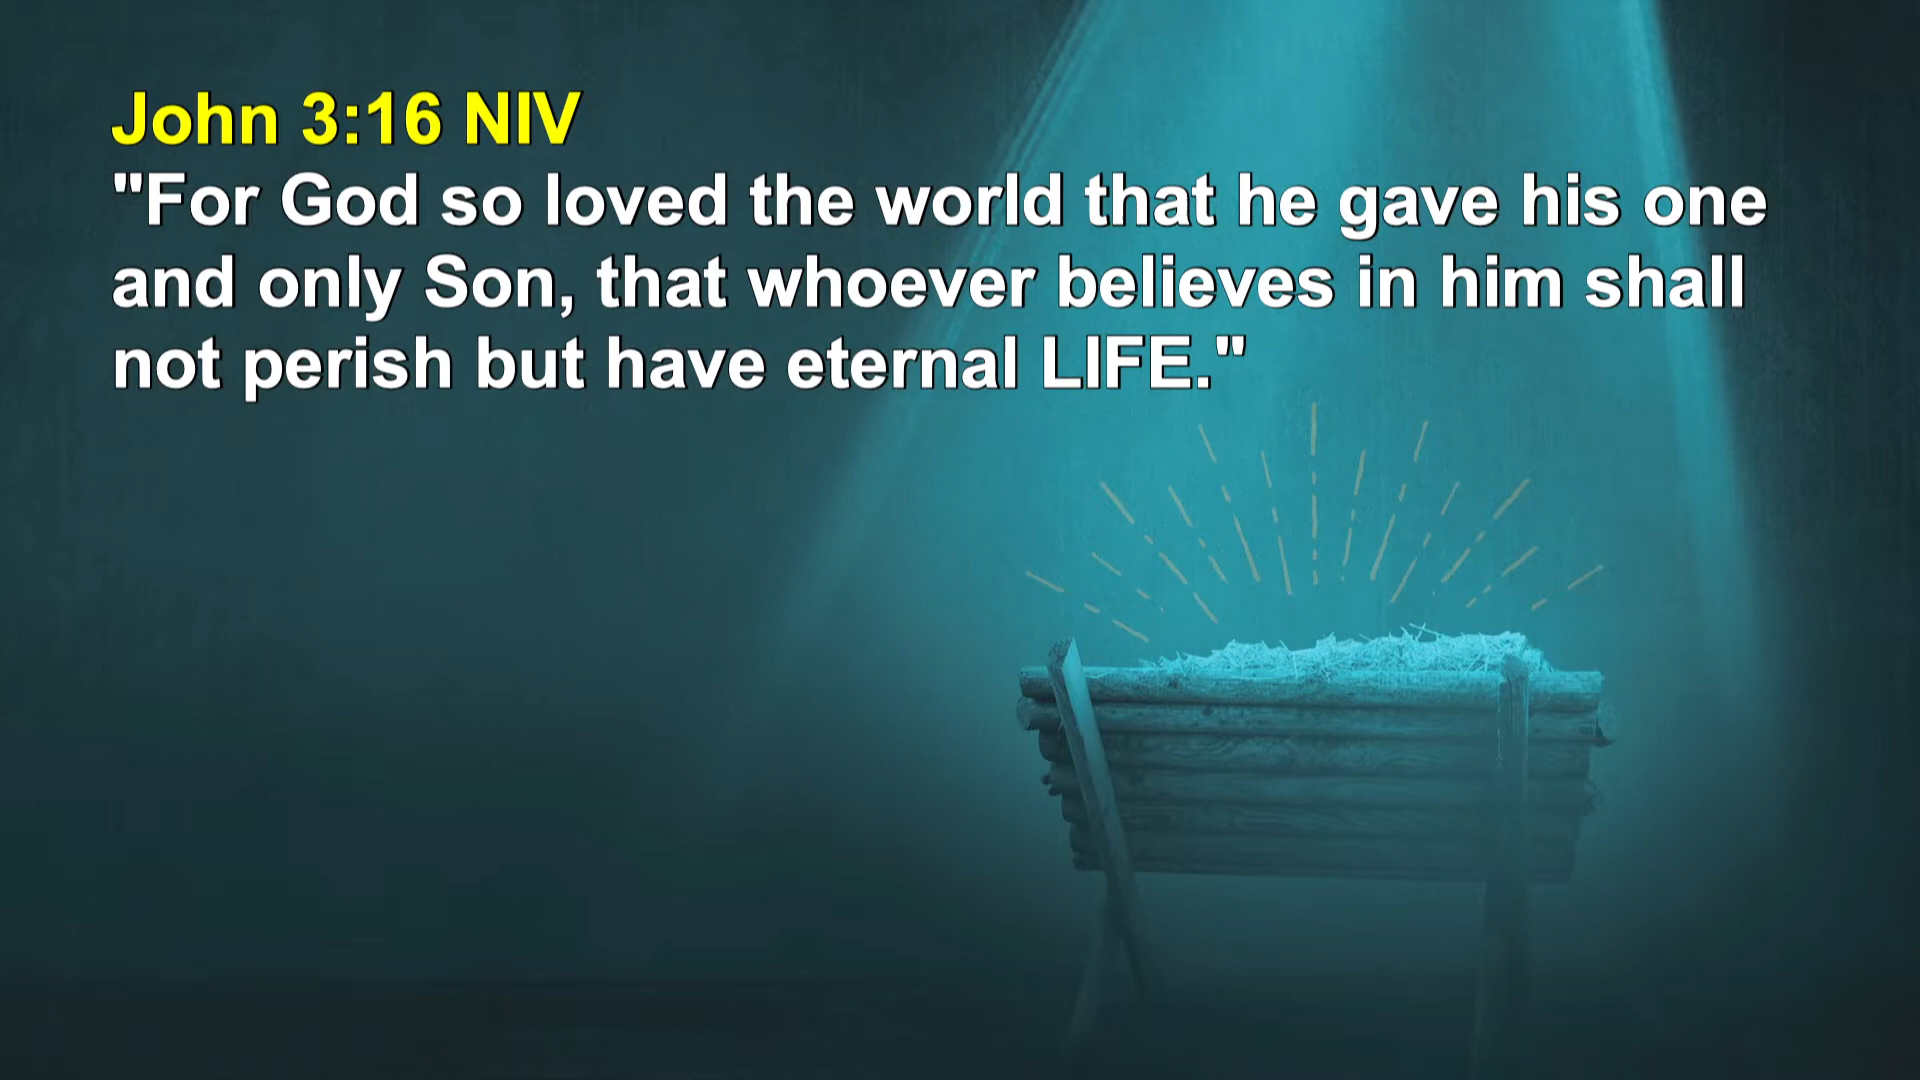 John 3:16 NIV
"For God so loved the world that he gave his one
and only Son, that whoever believes in him shall
not perish but have eternal LIFE."